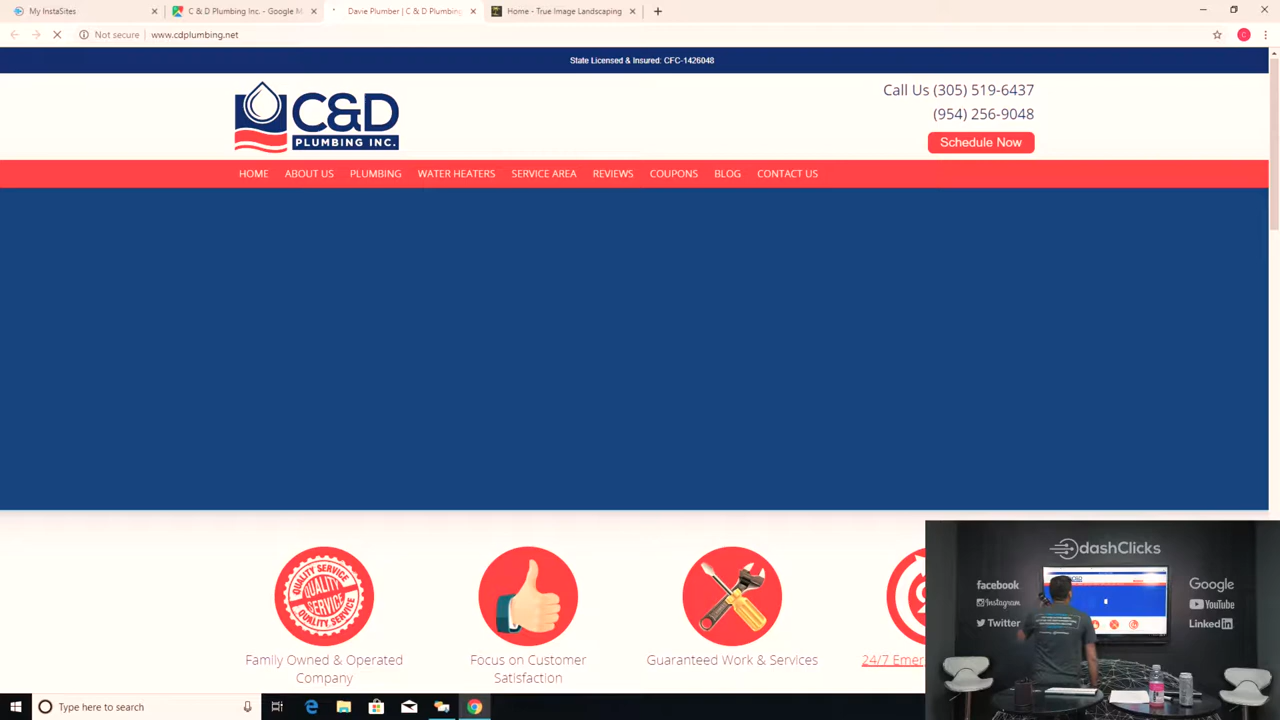 My InstaSites
C & D Plumbing Inc. - Google M
Davie Plumber | C & D Plumbing
Home - True Image Landscaping
Not secure
www.cdplumbing.net
C
State Licensed & Insured: CFC-1426048
C&D
PLUMBING INC.
Call Us (305) 519-6437
(954) 256-9048
Schedule Now
HOME
ABOUT US
PLUMBING
WATER HEATERS
SERVICE AREA
REVIEWS
COUPONS
BLOG
CONTACT US
QUALITY SERVICE
QUALITY
SERVICE
QUALITY SERVICE
Family Owned & Operated
Company
Focus on Customer
Satisfaction
Guaranteed Work & Services
24/7 Emer
dashClicks
facebook
Instagram
Twitter
Google
YouTube
Linkedin
Type here to search